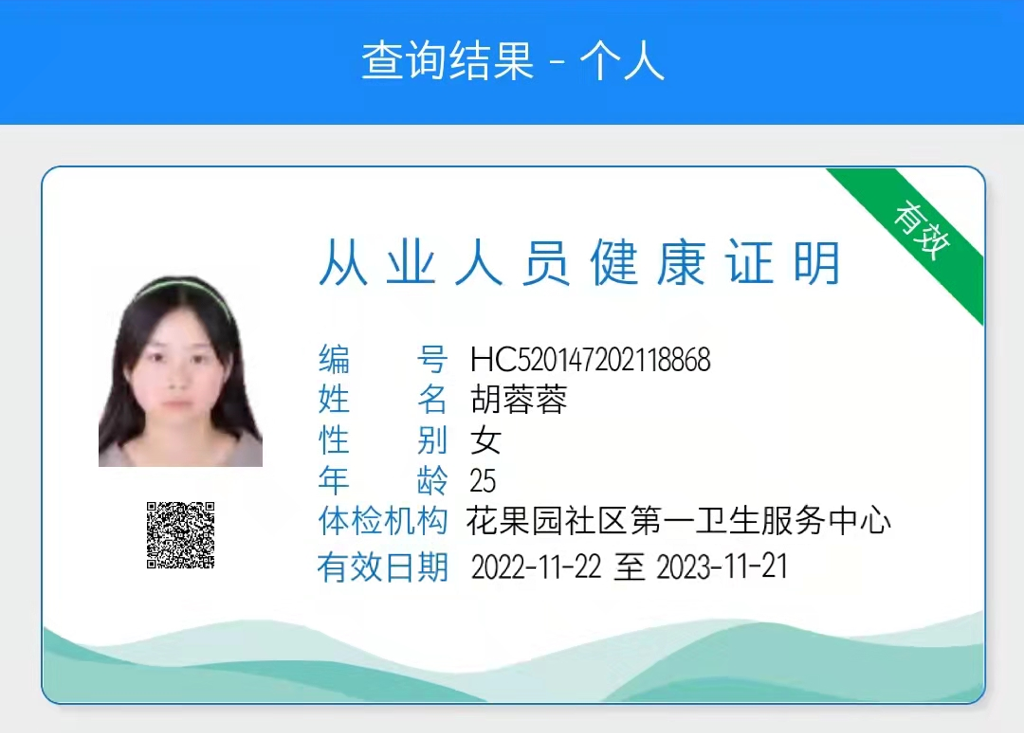 查询结果 - 个人
有效
从业人员健康证明
编号 HC520147202118868
姓名 胡蓉蓉
性别 女
年龄 25
体检机构 花果园社区第一卫生服务中心
有效日期 2022-11-22 至 2023-11-21